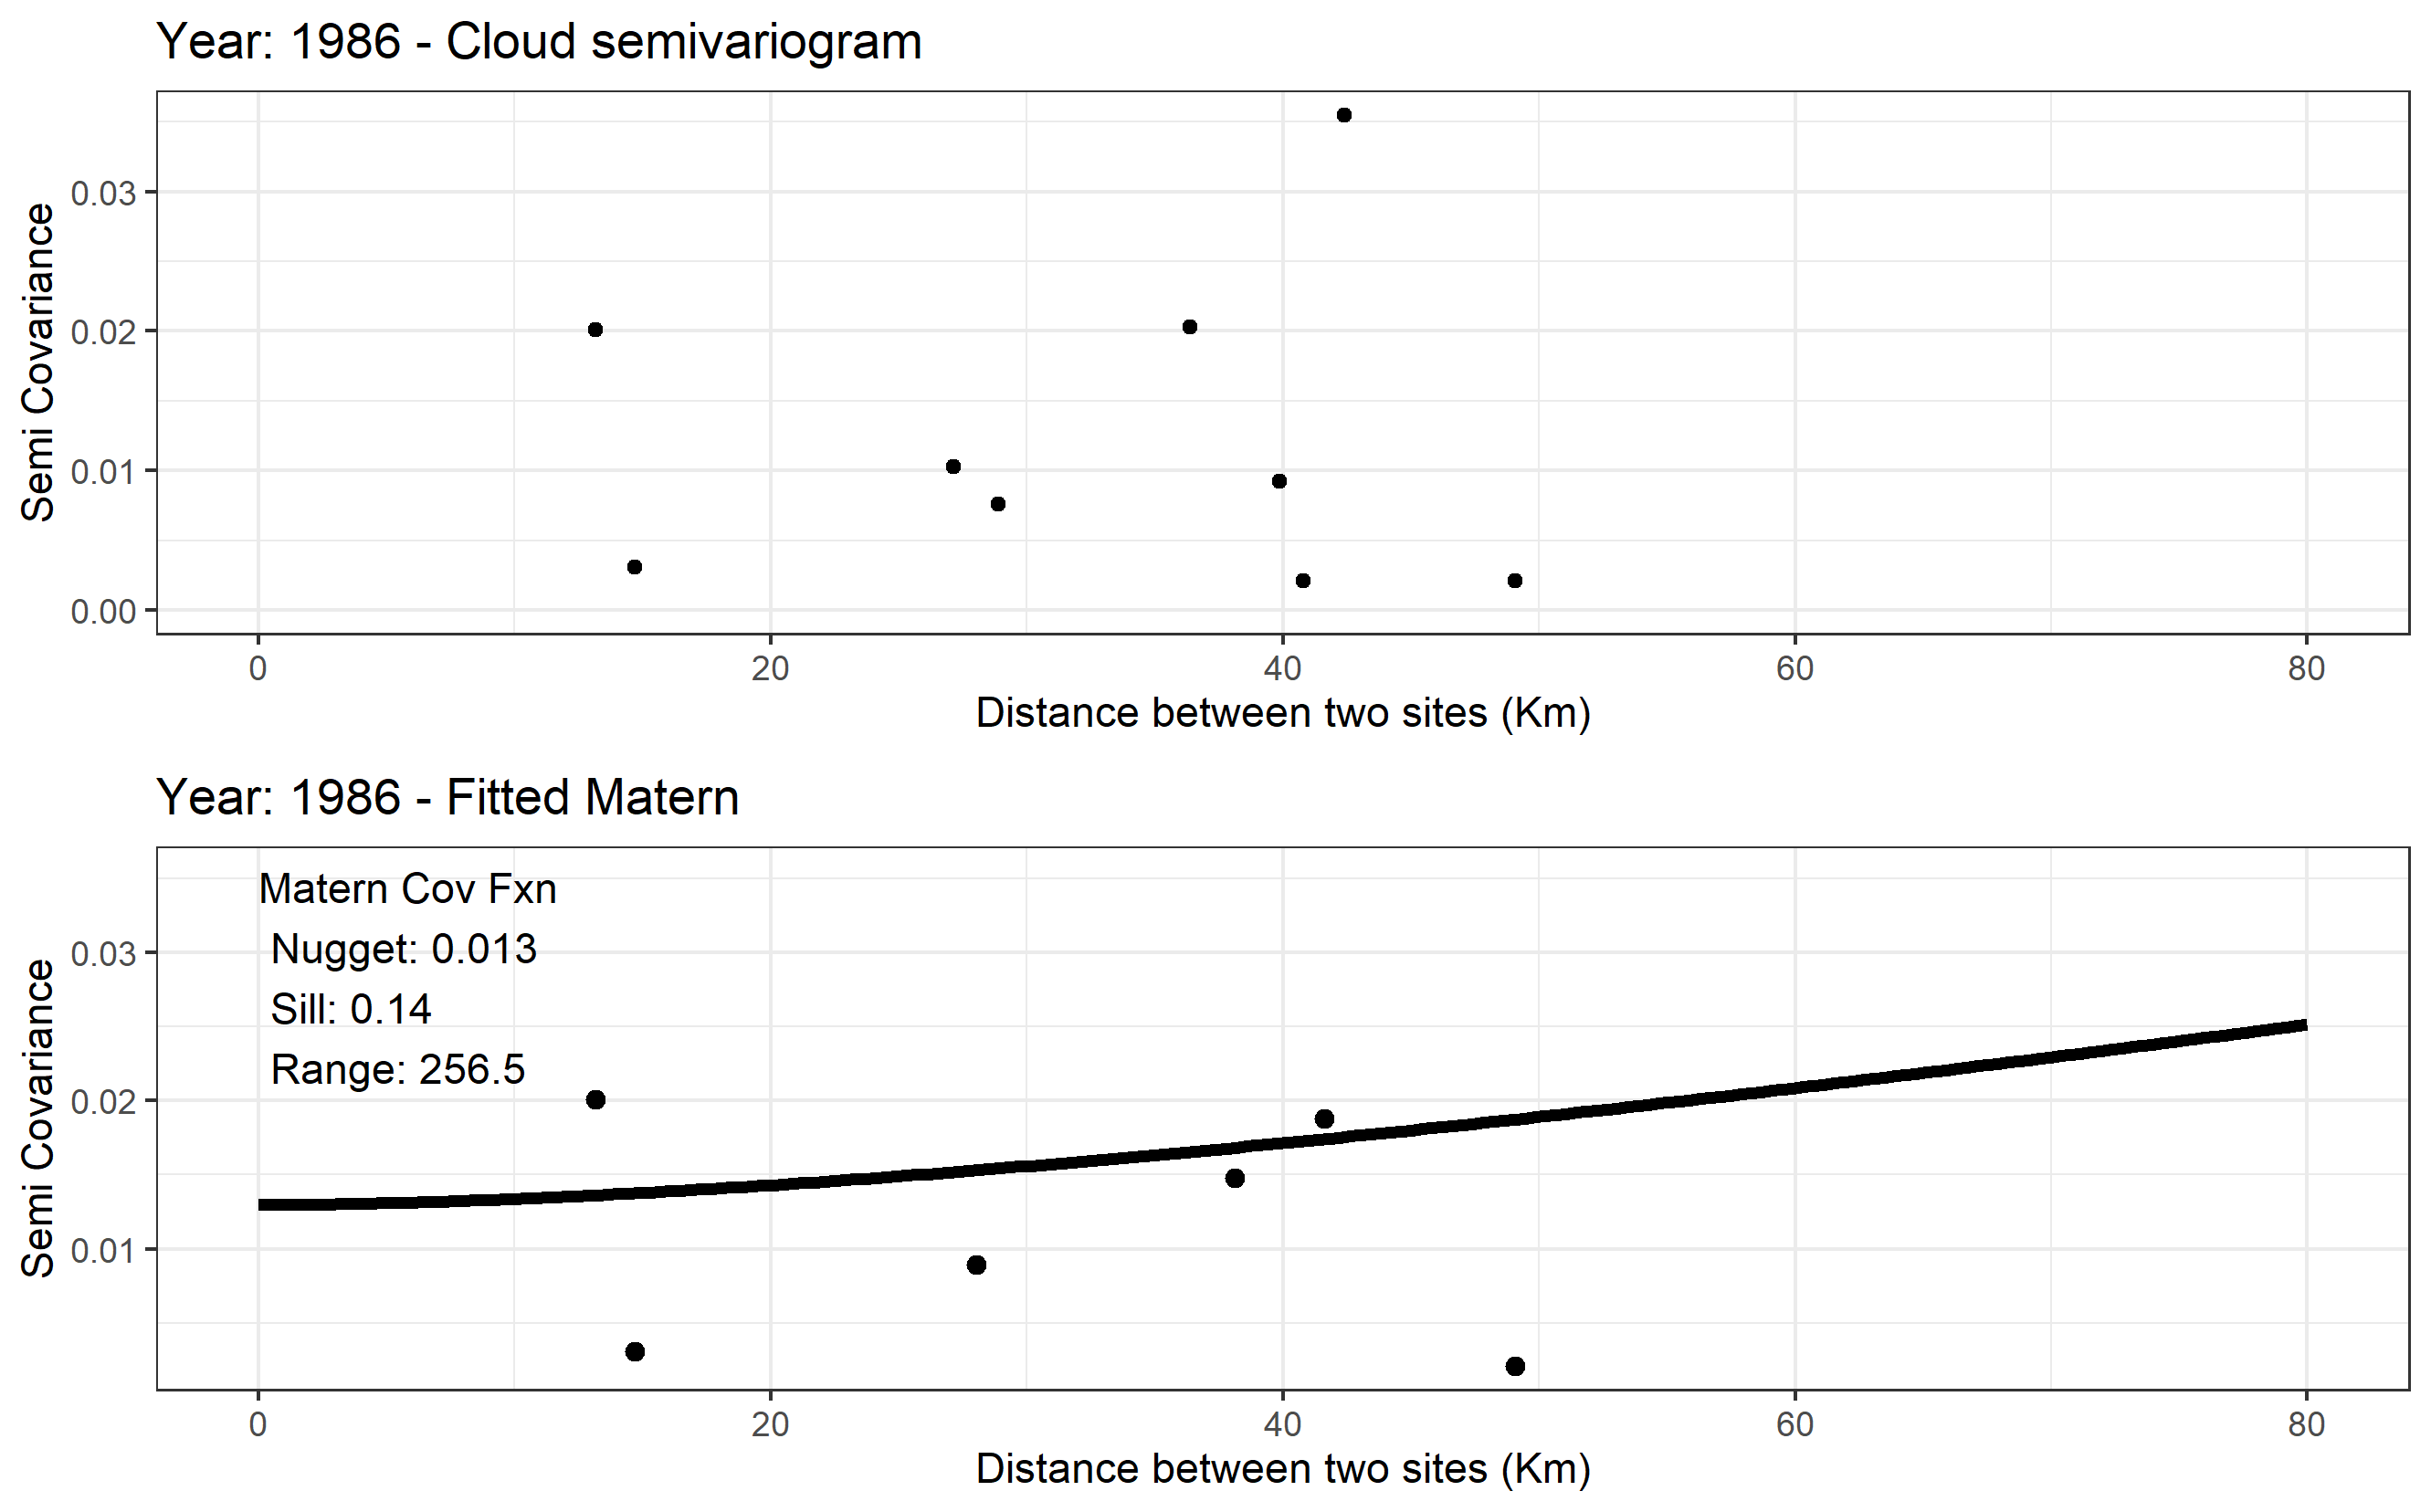 Year: 1986 - Cloud semivariogram
Semi Covariance
0.03
0.02
0.01
0.00
0 20 40 60 80
Distance between two sites (Km)
Year: 1986 - Fitted Matern
Semi Covariance
0.03
0.02
0.01
Matern Cov Fxn
Nugget: 0.013
Sill: 0.14
Range: 256.5
0 20 40 60 80
Distance between two sites (Km)